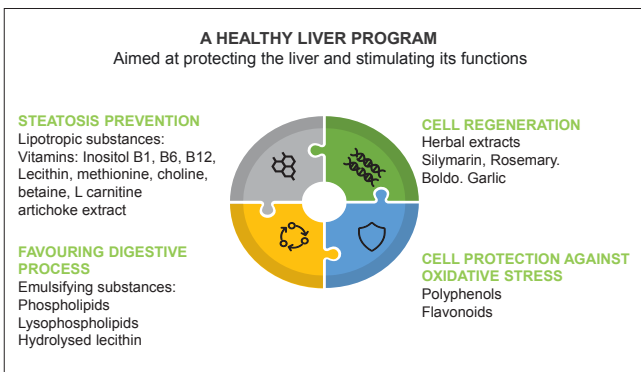 A HEALTHY LIVER PROGRAM
Aimed at protecting the liver and stimulating its functions
STEATOSIS PREVENTION
Lipotropic substances:
Vitamins: Inositol B1, B6, B12,
Lecithin, methionine, choline,
betaine, L carnitine
artichoke extract
CELL REGENERATION
Herbal extracts
Silymarin, Rosemary.
Boldo. Garlic
FAVOURING DIGESTIVE
PROCESS
Emulsifying substances:
Phospholipids
Lysophospholipids
Hydrolysed lecithin
CELL PROTECTION AGAINST
OXIDATIVE STRESS
Polyphenols
Flavonoids